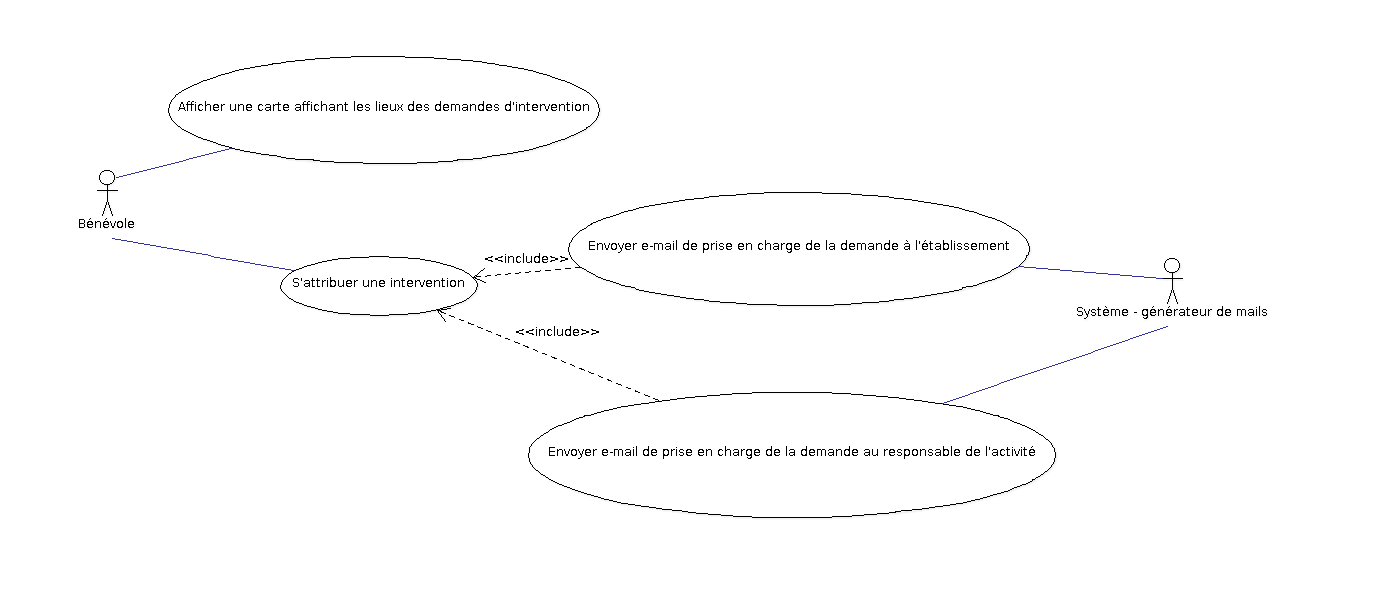 Afficher une carte affichant les lieux des demandes d'intervention
Bénévole
Envoyer e-mail de prise en charge de la demande à l'établissement
<<include>>
S'attribuer une intervention
Système - générateur de mails
<<include>>
Envoyer e-mail de prise en charge de la demande au responsable de l'activité